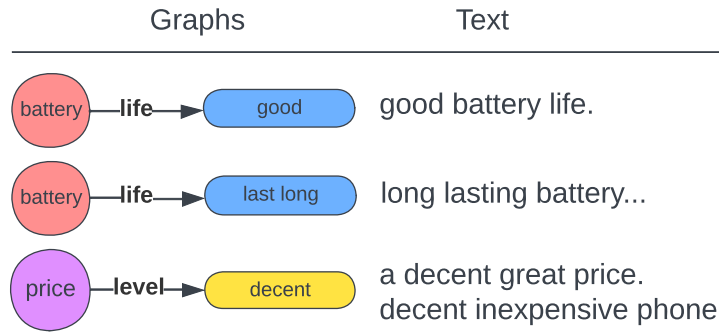 Graphs Text
battery life good good battery life.
battery life last long long lasting battery...
price level decent a decent great price.
decent inexpensive phone